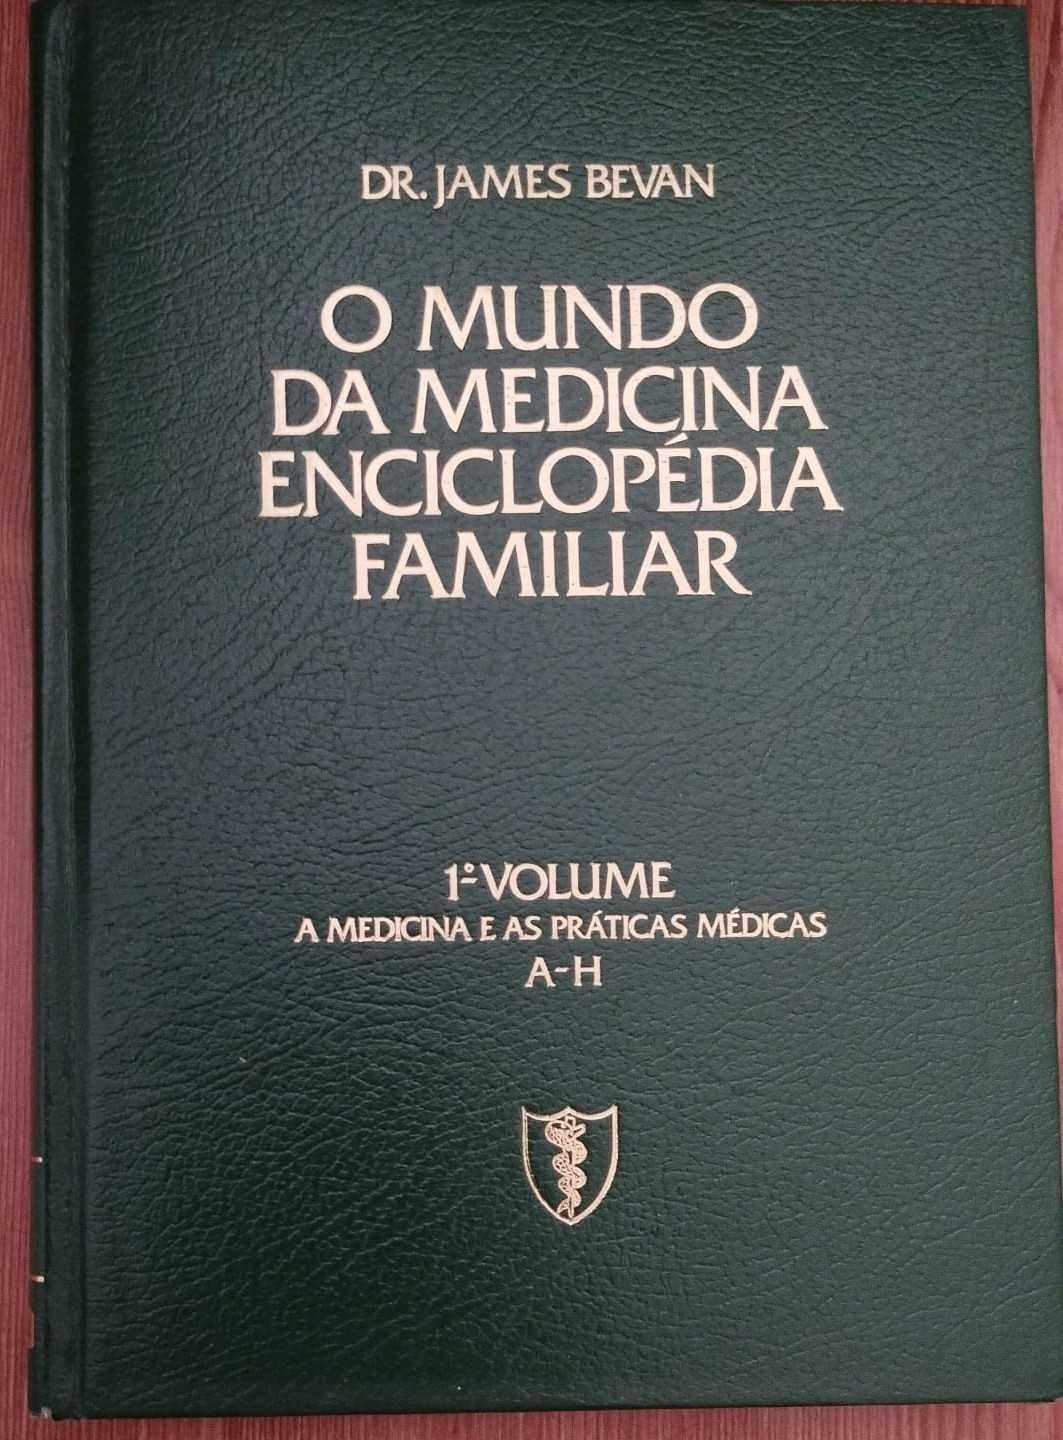 DR. JAMES BEVAN
O MUNDO
DA MEDICINA
ENCICLOPÉDIA
FAMILIAR
1º VOLUME
A MEDICINA E AS PRÁTICAS MÉDICAS
A-H